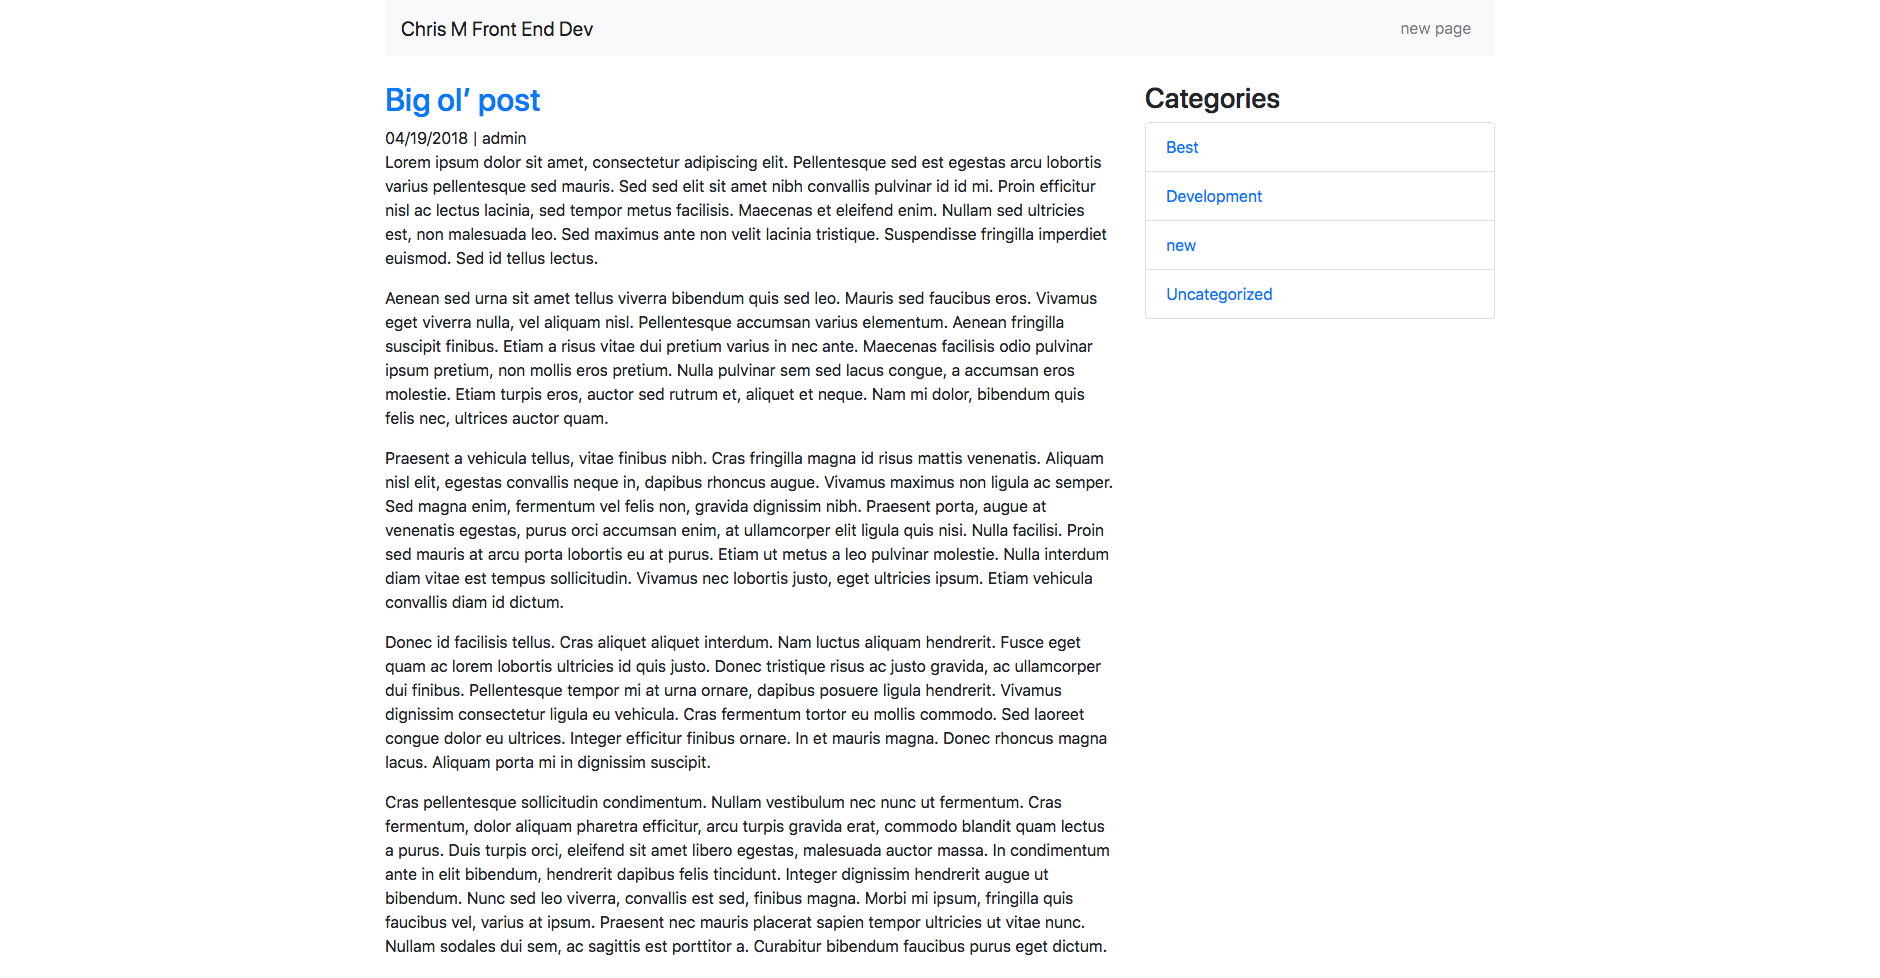 Chris M Front End Dev
new page
Big ol’ post
04/19/2018 | admin
Lorem ipsum dolor sit amet, consectetur adipiscing elit. Pellentesque sed est egestas arcu lobortis
varius pellentesque sed mauris. Sed sed elit sit amet nibh convallis pulvinar id id mi. Proin efficitur
nisl ac lectus lacinia, sed tempor metus facilisis. Maecenas et eleifend enim. Nullam sed ultricies
est, non malesuada leo. Sed maximus ante non velit lacinia tristique. Suspendisse fringilla imperdiet
euismod. Sed id tellus lectus.
Aenean sed urna sit amet tellus viverra bibendum quis sed leo. Mauris sed faucibus eros. Vivamus
eget viverra nulla, vel aliquam nisl. Pellentesque accumsan varius elementum. Aenean fringilla
suscipit finibus. Etiam a risus vitae dui pretium varius in nec ante. Maecenas facilisis odio pulvinar
ipsum pretium, non mollis eros pretium. Nulla pulvinar sem sed lacus congue, a accumsan eros
molestie. Etiam turpis eros, auctor sed rutrum et, aliquet et neque. Nam mi dolor, bibendum quis
felis nec, ultrices auctor quam.
Praesent a vehicula tellus, vitae finibus nibh. Cras fringilla magna id risus mattis venenatis. Aliquam
nisl elit, egestas convallis neque in, dapibus rhoncus augue. Vivamus maximus non ligula ac semper.
Sed magna enim, fermentum vel felis non, gravida dignissim nibh. Praesent porta, augue at
venenatis egestas, purus orci accumsan enim, at ullamcorper elit ligula quis nisi. Nulla facilisi. Proin
sed mauris at arcu porta lobortis eu at purus. Etiam ut metus a leo pulvinar molestie. Nulla interdum
diam vitae est tempus sollicitudin. Vivamus nec lobortis justo, eget ultricies ipsum. Etiam vehicula
convallis diam id dictum.
Donec id facilisis tellus. Cras aliquet aliquet interdum. Nam luctus aliquam hendrerit. Fusce eget
quam ac lorem lobortis ultricies id quis justo. Donec tristique risus ac justo gravida, ac ullamcorper
dui finibus. Pellentesque tempor mi at urna ornare, dapibus posuere ligula hendrerit. Vivamus
dignissim consectetur ligula eu vehicula. Cras fermentum tortor eu mollis commodo. Sed laoreet
congue dolor eu ultrices. Integer efficitur finibus ornare. In et mauris magna. Donec rhoncus magna
lacus. Aliquam porta mi in dignissim suscipit.
Cras pellentesque sollicitudin condimentum. Nullam vestibulum nec nunc ut fermentum. Cras
fermentum, dolor aliquam pharetra efficitur, arcu turpis gravida erat, commodo blandit quam lectus
a purus. Duis turpis orci, eleifend sit amet libero egestas, malesuada auctor massa. In condimentum
ante in elit bibendum, hendrerit dapibus felis tincidunt. Integer dignissim hendrerit augue ut
bibendum. Nunc sed leo viverra, convallis est sed, finibus magna. Morbi mi ipsum, fringilla quis
faucibus vel, varius at ipsum. Praesent nec mauris placerat sapien tempor ultricies ut vitae nunc.
Nullam sodales dui sem, ac sagittis est porttitor a. Curabitur bibendum faucibus purus eget dictum.
Categories
Best
Development
new
Uncategorized